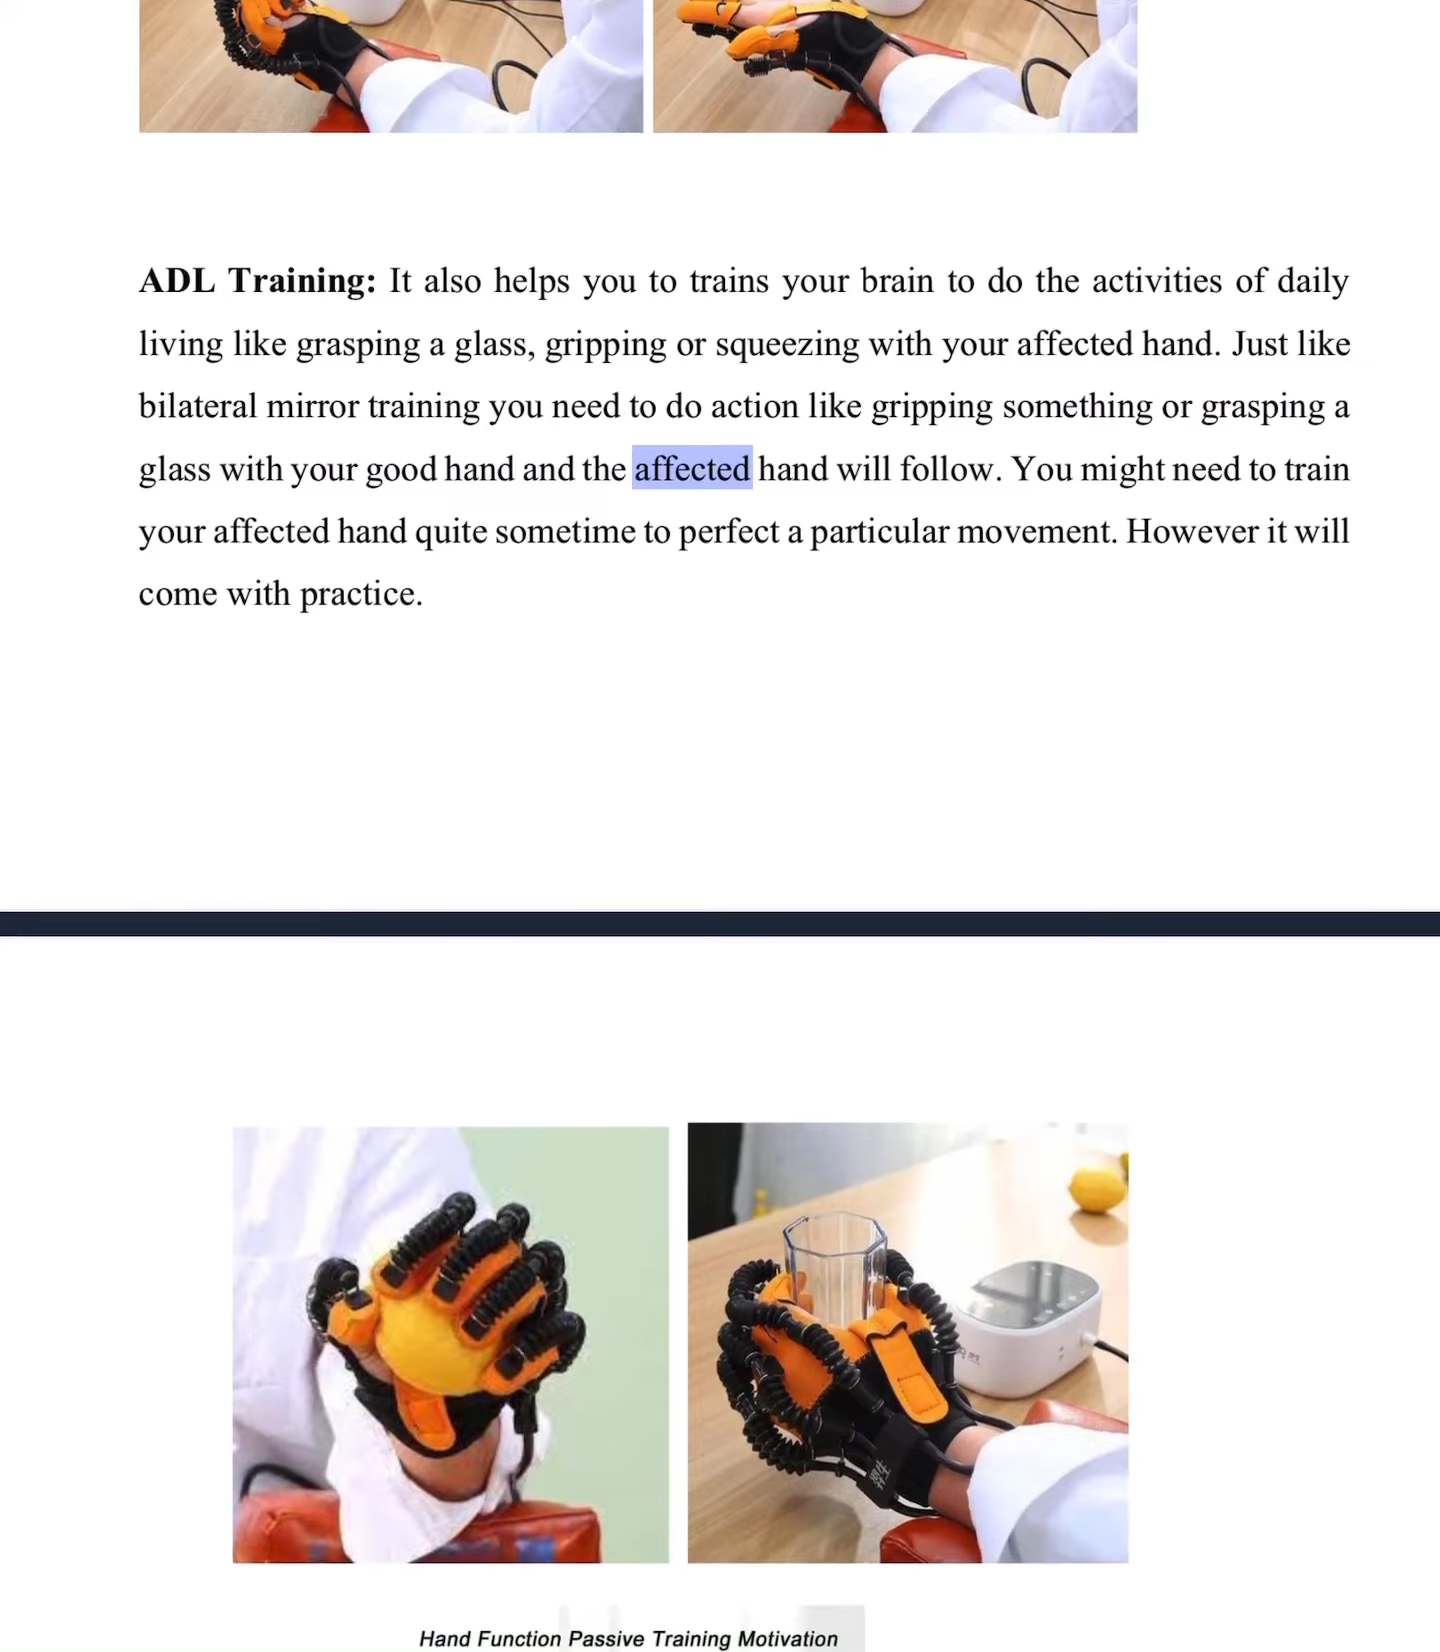 ADL Training: It also helps you to trains your brain to do the activities of daily
living like grasping a glass, gripping or squeezing with your affected hand. Just like
bilateral mirror training you need to do action like gripping something or grasping a
glass with your good hand and the affected hand will follow. You might need to train
your affected hand quite sometime to perfect a particular movement. However it will
come with practice.
Hand Function Passive Training Motivation